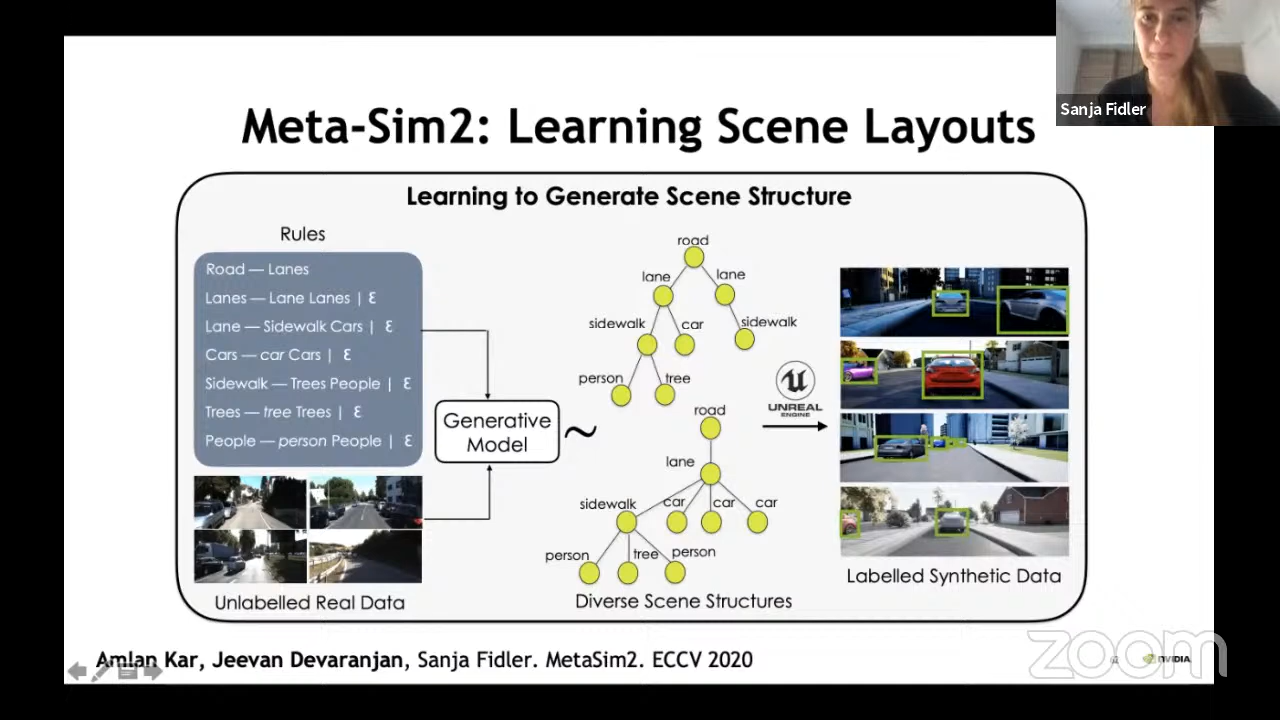 Sanja Fidler
Meta-Sim2: Learning Scene Layouts
Learning to Generate Scene Structure
Rules
Road — Lanes
Lanes — Lane Lanes | ε
Lane — Sidewalk Cars | ε
Cars — car Cars | ε
Sidewalk — Trees People | ε
Trees — tree Trees | ε
People — person People | ε
Unlabelled Real Data
Generative
Model
~
road
lane
lane
sidewalk
car
sidewalk
person
tree
road
lane
sidewalk
car
car
car
person
tree
person
Diverse Scene Structures
UNREAL
ENGINE
Labelled Synthetic Data
Amlan Kar, Jeevan Devaranjan, Sanja Fidler. MetaSim2. ECCV 2020
zoom
NVIDIA